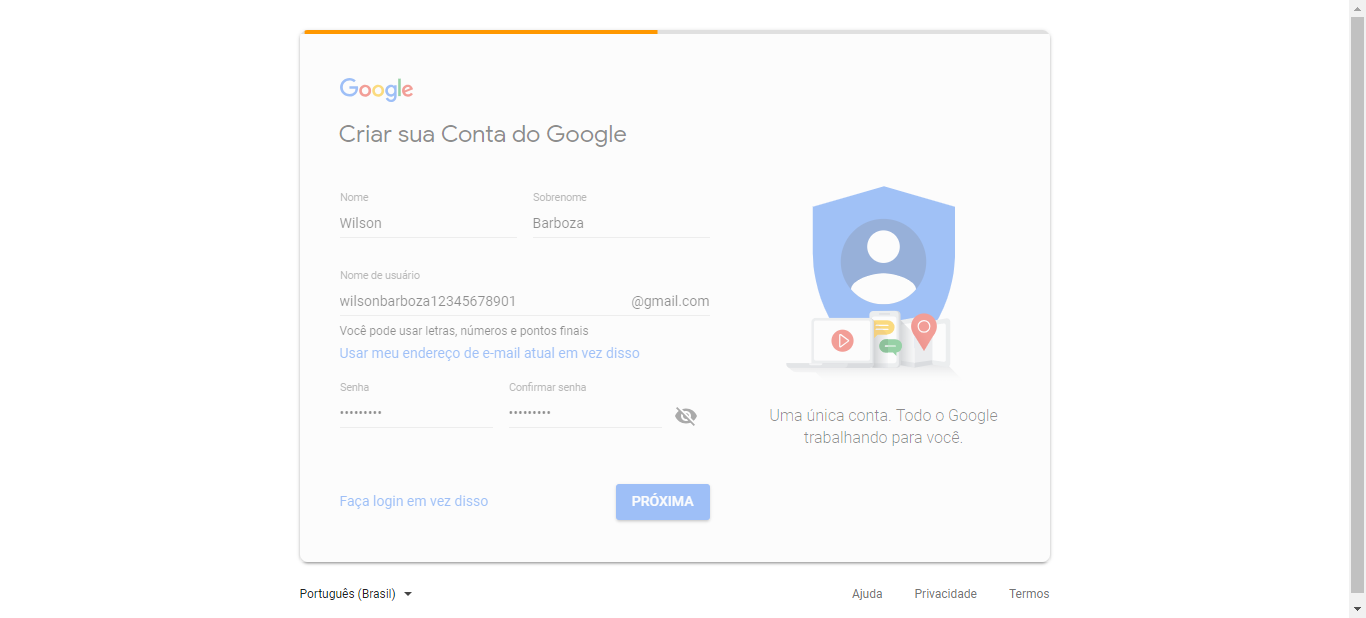 Google
Criar sua Conta do Google
Nome
Sobrenome
Wilson
Barboza
Nome de usuário
wilsonbarboza12345678901
@gmail.com
Você pode usar letras, números e pontos finais
Usar meu endereço de e-mail atual em vez disso
Senha
Confirmar senha
•••••••••
•••••••••
Uma única conta. Todo o Google
trabalhando para você.
Faça login em vez disso
PRÓXIMA
Português (Brasil)
Ajuda
Privacidade
Termos